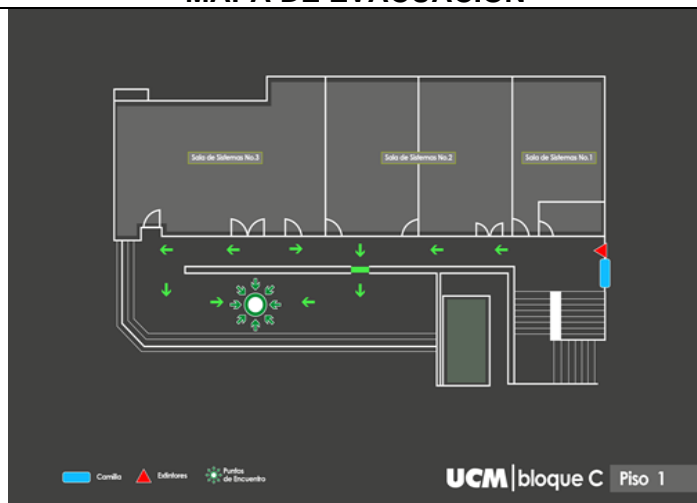 MAPA DE EVACUACIÓN
Sala de Sistemas No.3
Sala de Sistemas No.2
Sala de Sistemas No.1
Camilla
Extintores
Puntos
de Encuentro
UCM bloque C Piso 1